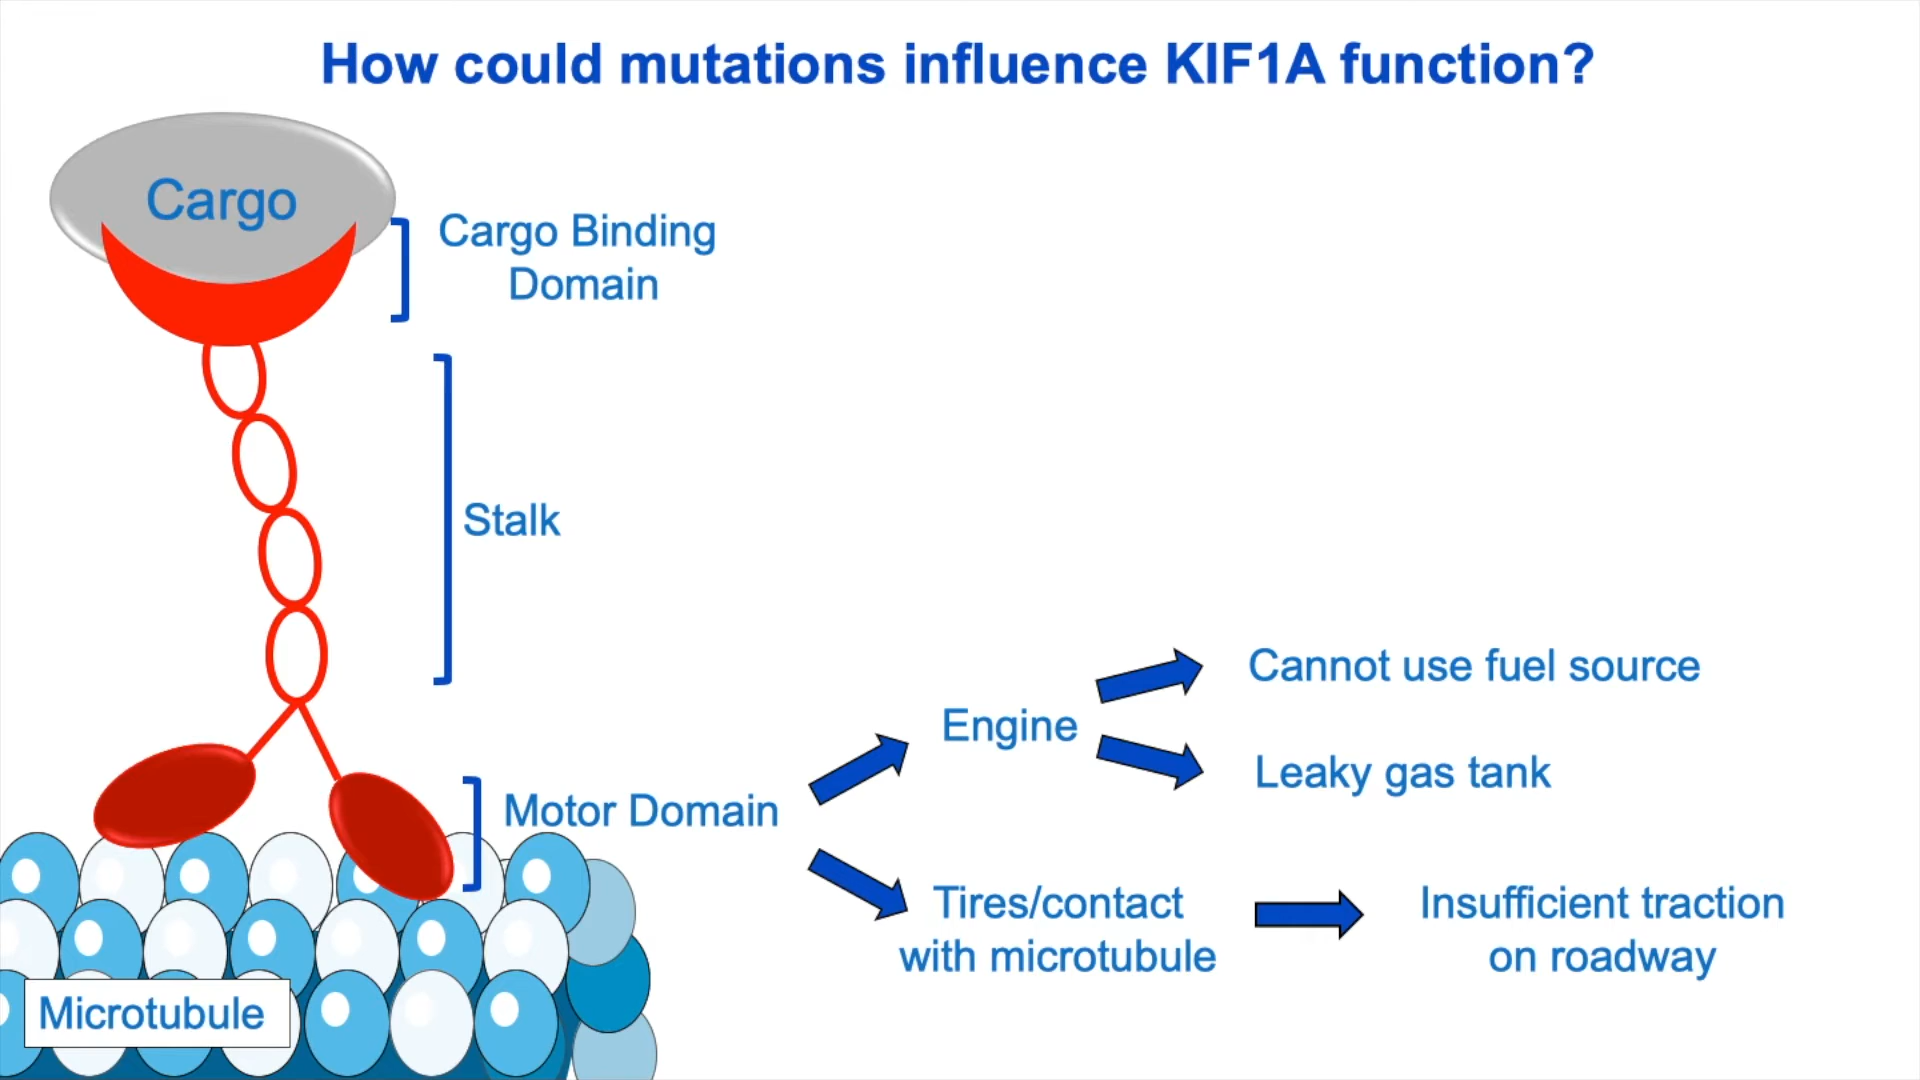 How could mutations influence KIF1A function?
Cargo
Cargo Binding
Domain
Stalk
Motor Domain
Engine
Cannot use fuel source
Leaky gas tank
Tires/contact
with microtubule
Insufficient traction
on roadway
Microtubule